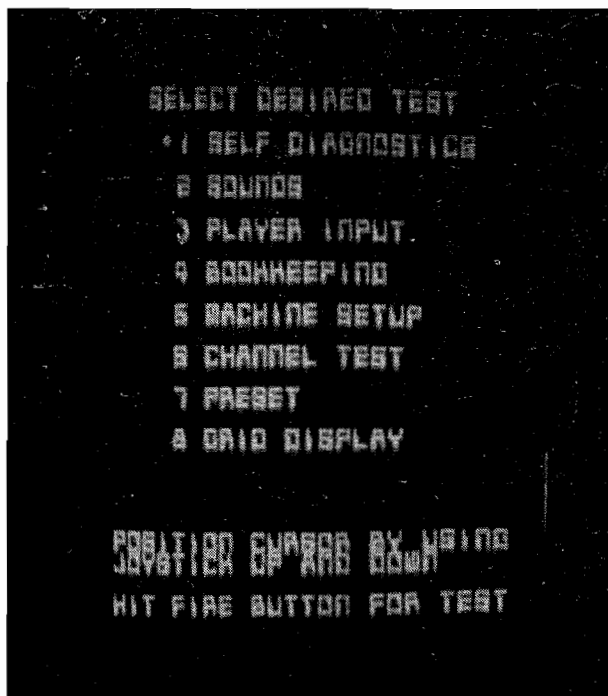 SELECT DESIRED TEST
•1 SELF DIAGNOSTICS
2 SOUNDS
3 PLAYER INPUT
4 BOOKKEEPING
5 MACHINE SETUP
6 CHANNEL TEST
7 PRESET
8 GRID DISPLAY
POSITION CURSOR BY USING
JOYSTICK UP AND DOWN
HIT FIRE BUTTON FOR TEST